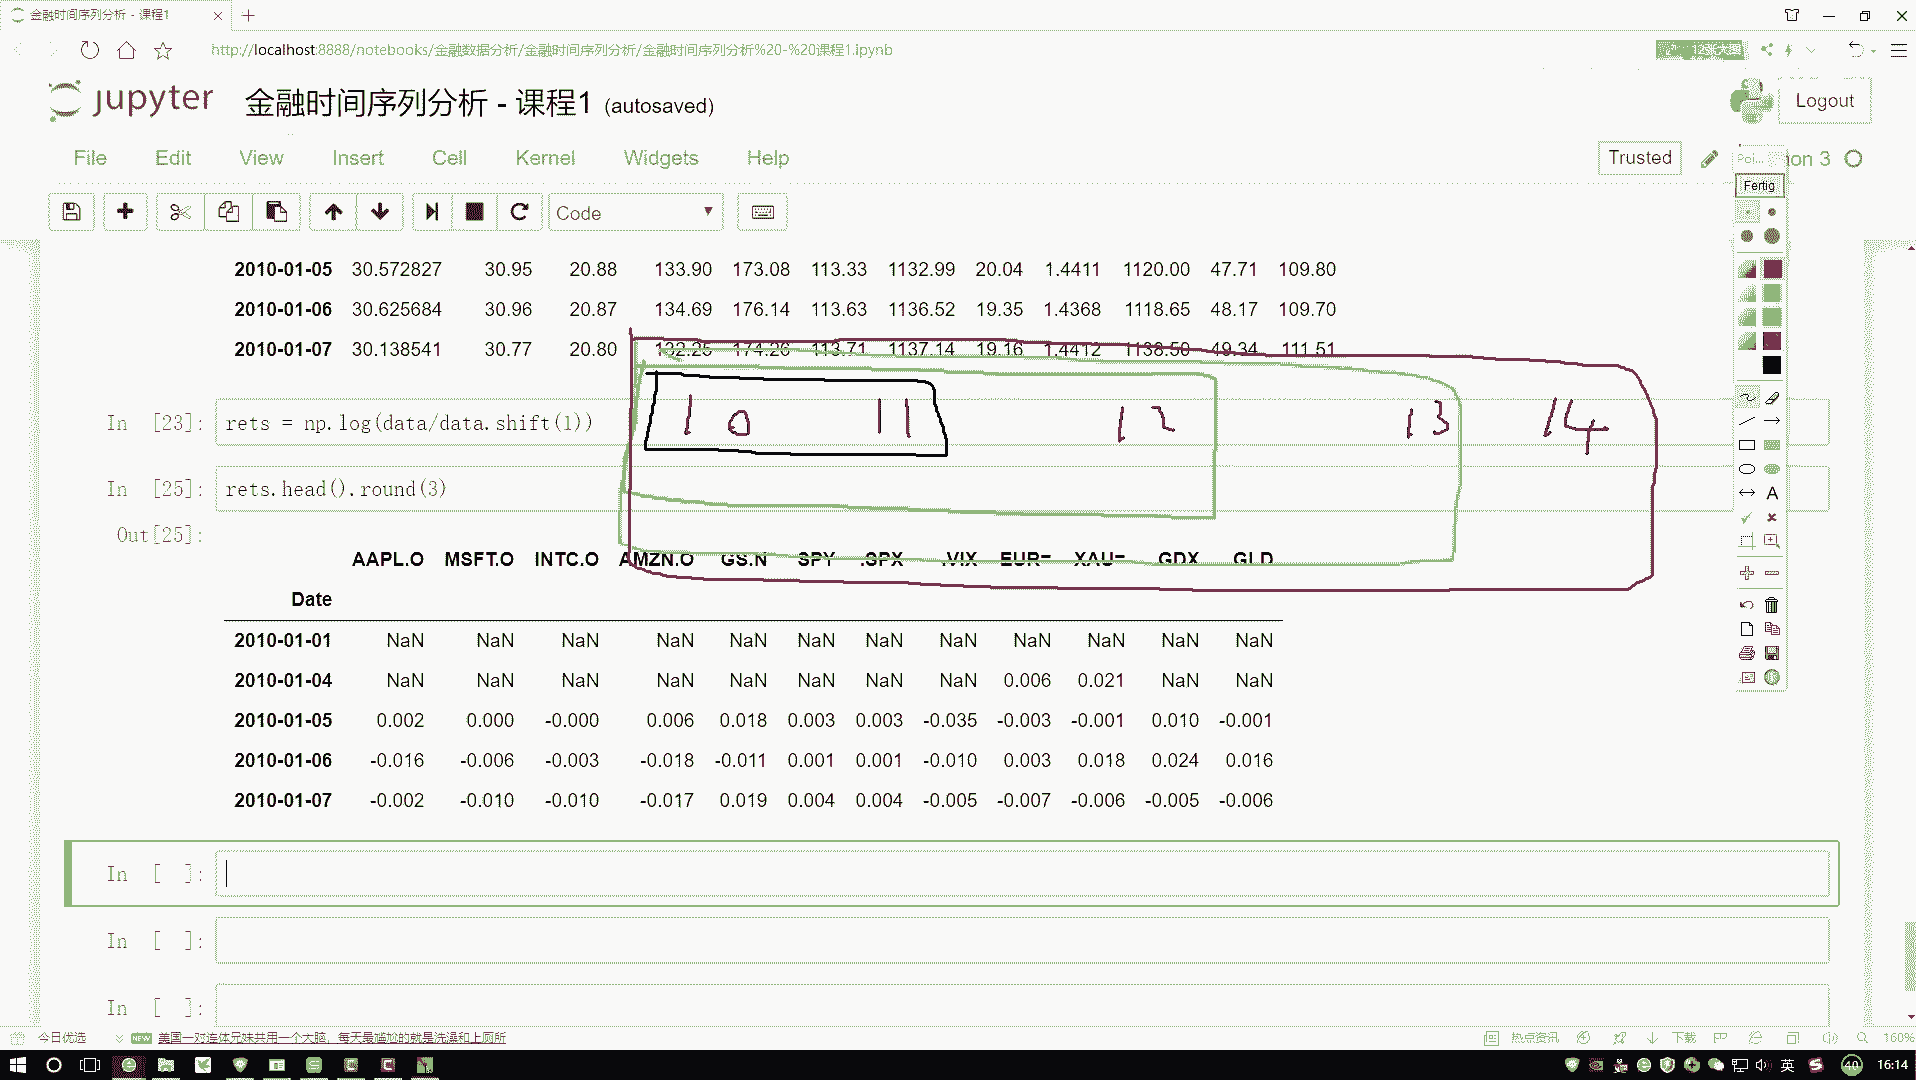 金融时间序列分析 - 课程1
http://localhost:8888/notebooks/金融数据分析/金融时间序列分析/金融时间序列分析%20-%20课程1.ipynb
jupyter 金融时间序列分析 - 课程1 (autosaved)
Logout
File Edit View Insert Cell Kernel Widgets Help
Trusted
Poi...
Fertig
Code
2010-01-05 30.572827 30.95 20.88 133.90 173.08 113.33 1132.99 20.04 1.4411 1120.00 47.71 109.80
2010-01-06 30.625684 30.96 20.87 134.69 176.14 113.63 1136.52 19.35 1.4368 1118.65 48.17 109.70
2010-01-07 30.138541 30.77 20.80 132.25 174.26 113.71 1137.14 19.16 1.4412 1138.50 49.34 111.51
In [23]: rets = np.log(data/data.shift(1))
10 11 12 13 14
In [25]: rets.head().round(3)
Out[25]:
AAPL.O MSFT.O INTC.O AMZN.O GS.N SPY .SPX .VIX EUR= XAU= GDX GLD
Date
2010-01-01 NaN NaN NaN NaN NaN NaN NaN NaN NaN NaN NaN NaN
2010-01-04 NaN NaN NaN NaN NaN NaN NaN NaN 0.006 0.021 NaN NaN
2010-01-05 0.002 0.000 -0.000 0.006 0.018 0.003 0.003 -0.035 -0.003 -0.001 0.010 -0.001
2010-01-06 -0.016 -0.006 -0.003 -0.018 -0.011 0.001 0.001 -0.010 0.003 0.018 0.024 0.016
2010-01-07 -0.002 -0.010 -0.010 -0.017 0.019 0.004 0.004 -0.005 -0.007 -0.006 -0.005 -0.006
In [ ]:
In [ ]:
In [ ]:
今日优选 NEW 美国一对连体兄妹共用一个大脑，每天最尴尬的就是洗澡和上厕所
热点资讯 下载 160%
英 40 16:14